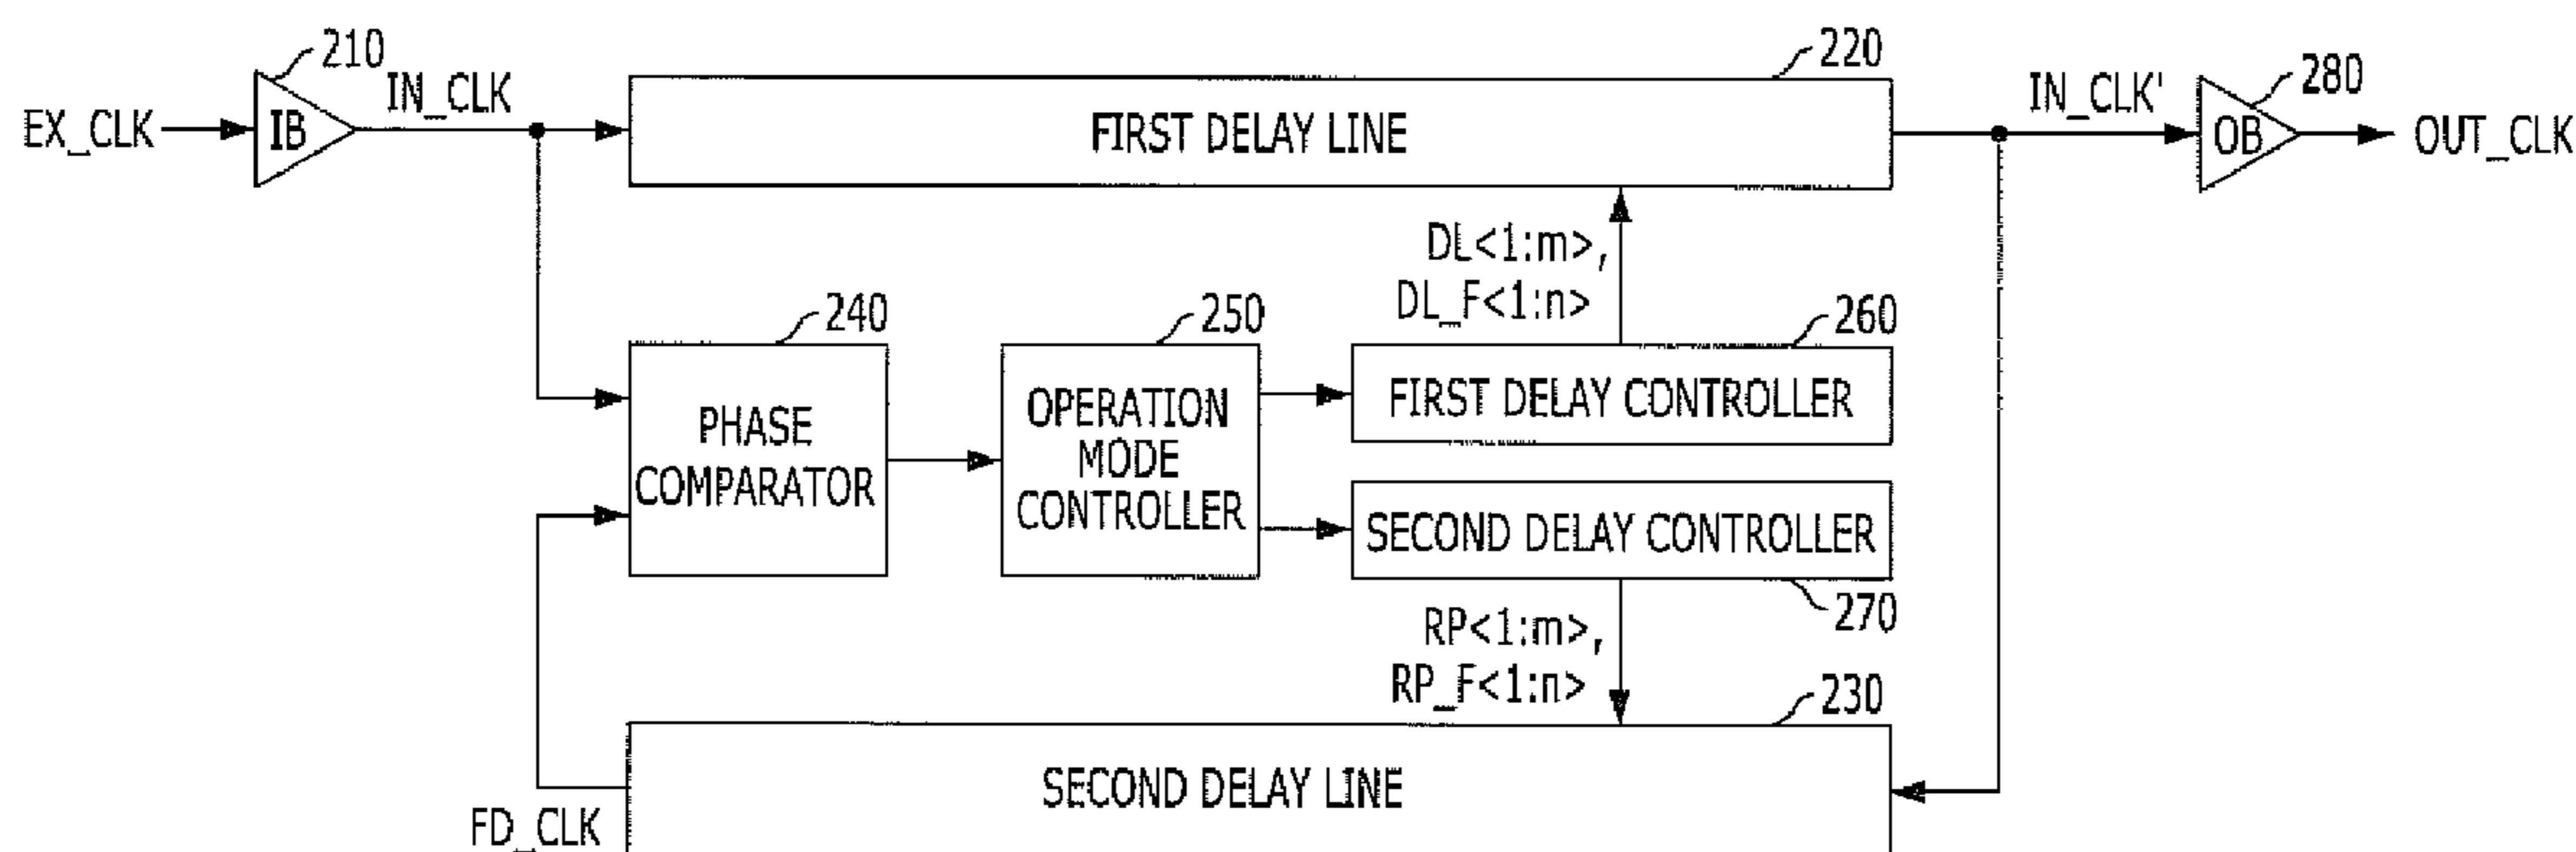 210
220
280
EX_CLK
IB
IN_CLK
FIRST DELAY LINE
IN_CLK'
OB
OUT_CLK
DL<1:m>,
DL_F<1:n>
240
250
260
PHASE
COMPARATOR
OPERATION
MODE
CONTROLLER
FIRST DELAY CONTROLLER
SECOND DELAY CONTROLLER
270
RP<1:m>,
RP_F<1:n>
230
SECOND DELAY LINE
FD_CLK